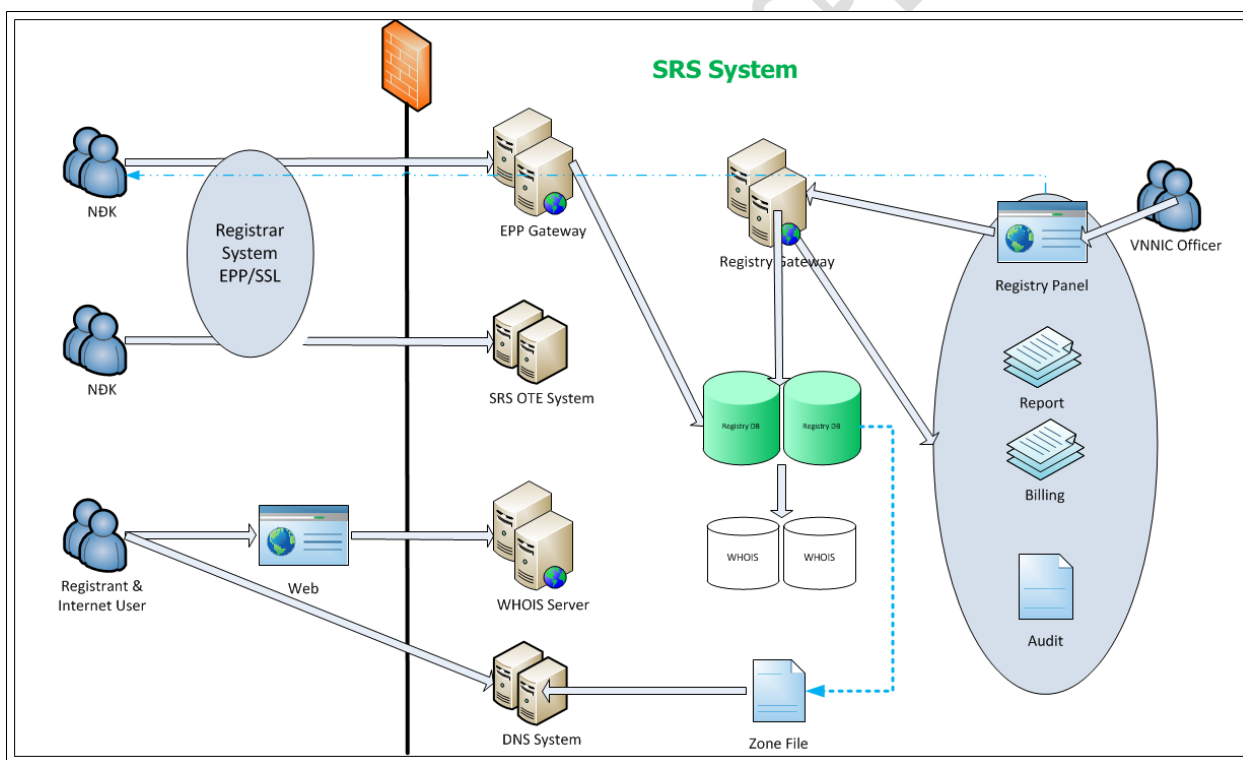 SRS System
NĐK
Registrar
System
EPP/SSL
EPP Gateway
Registry Gateway
VNNIC Officer
Registry Panel
NĐK
SRS OTE System
Registry DB
Registry DB
Report
Billing
Registrant &
Internet User
Web
WHOIS Server
WHOIS
WHOIS
Audit
DNS System
Zone File